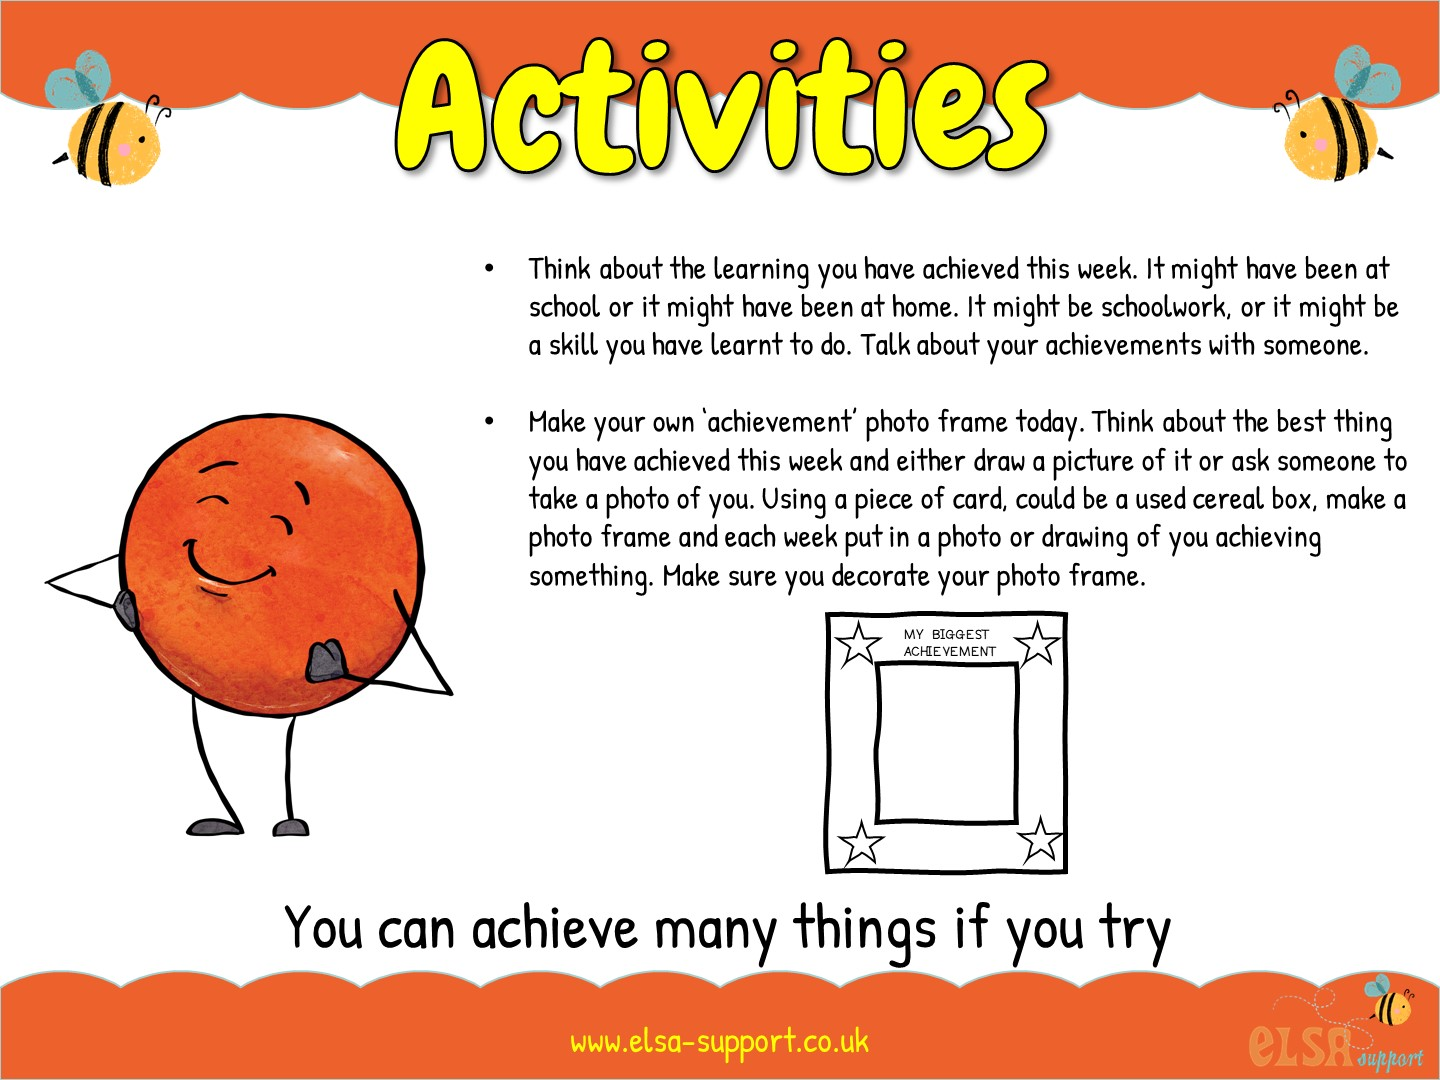 Activities
• Think about the learning you have achieved this week. It might have been at
school or it might have been at home. It might be schoolwork, or it might be
a skill you have learnt to do. Talk about your achievements with someone.
• Make your own ‘achievement’ photo frame today. Think about the best thing
you have achieved this week and either draw a picture of it or ask someone to
take a photo of you. Using a piece of card, could be a used cereal box, make a
photo frame and each week put in a photo or drawing of you achieving
something. Make sure you decorate your photo frame.
MY BIGGEST
ACHIEVEMENT
You can achieve many things if you try
www.elsa-support.co.uk
ELSA support